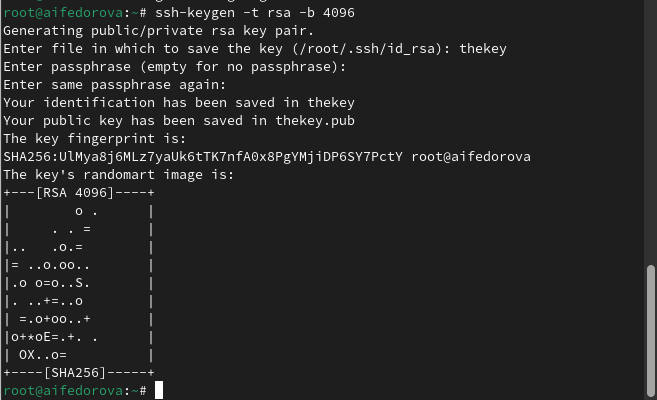 root@aifedorova:~# ssh-keygen -t rsa -b 4096
Generating public/private rsa key pair.
Enter file in which to save the key (/root/.ssh/id_rsa): thekey
Enter passphrase (empty for no passphrase):
Enter same passphrase again:
Your identification has been saved in thekey
Your public key has been saved in thekey.pub
The key fingerprint is:
SHA256:UlMya8j6MLz7yaUk6tTK7nfA0x8PgYMjiDP6SY7PctY root@aifedorova
The key's randomart image is:
+---[RSA 4096]----+
|        o .      |
|     . . =       |
|..   .o.=        |
|= ..o.oo..       |
|.o o=o..S.       |
|. ..+=..o        |
| =.o+oo..+       |
|o+*oE=.+. .      |
| OX..o=          |
+----[SHA256]-----+
root@aifedorova:~#